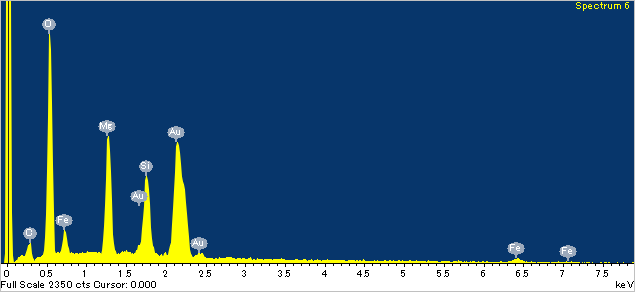 Spectrum 6
O
Mg
Au
Si
Au
Fe
C
Au
Fe
Fe
0 0.5 1 1.5 2 2.5 3 3.5 4 4.5 5 5.5 6 6.5 7 7.5
Full Scale 2350 cts Cursor: 0.000 keV